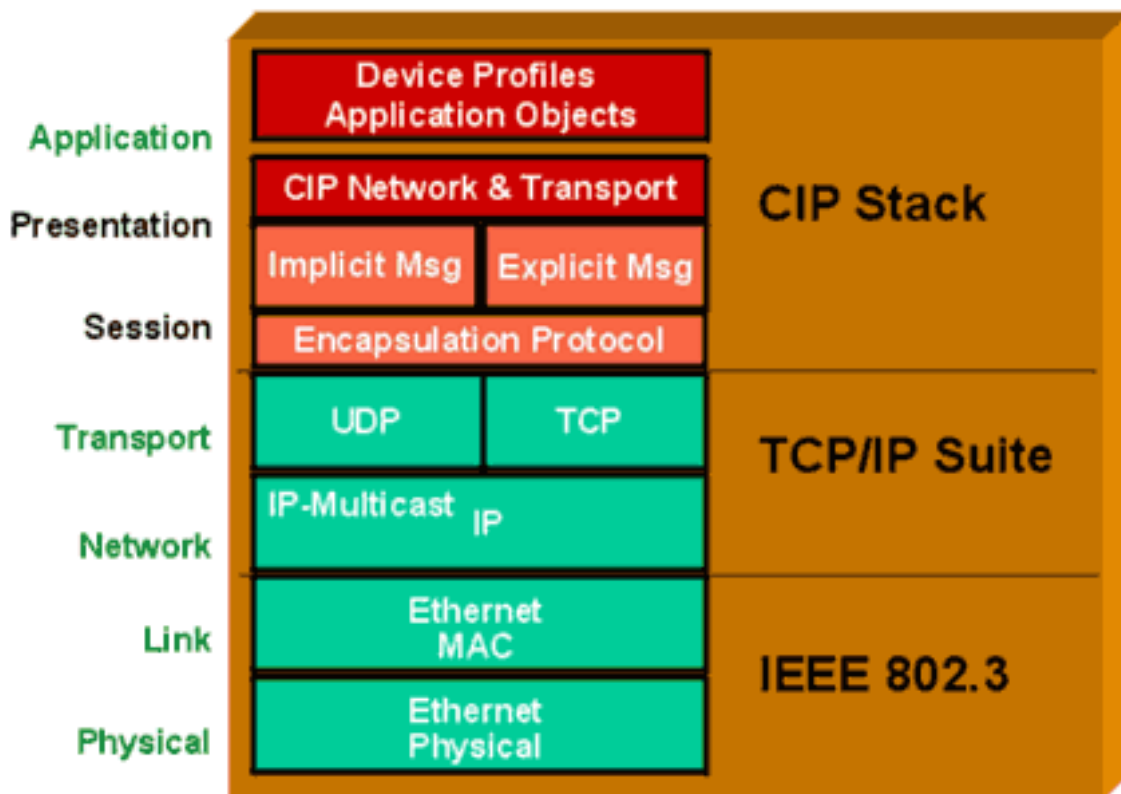 Device Profiles
Application Objects
Application
CIP Network & Transport
CIP Stack
Presentation
Implicit Msg
Explicit Msg
Session
Encapsulation Protocol
Transport
UDP
TCP
TCP/IP Suite
IP-Multicast
IP
Network
Link
Ethernet
MAC
IEEE 802.3
Physical
Ethernet
Physical